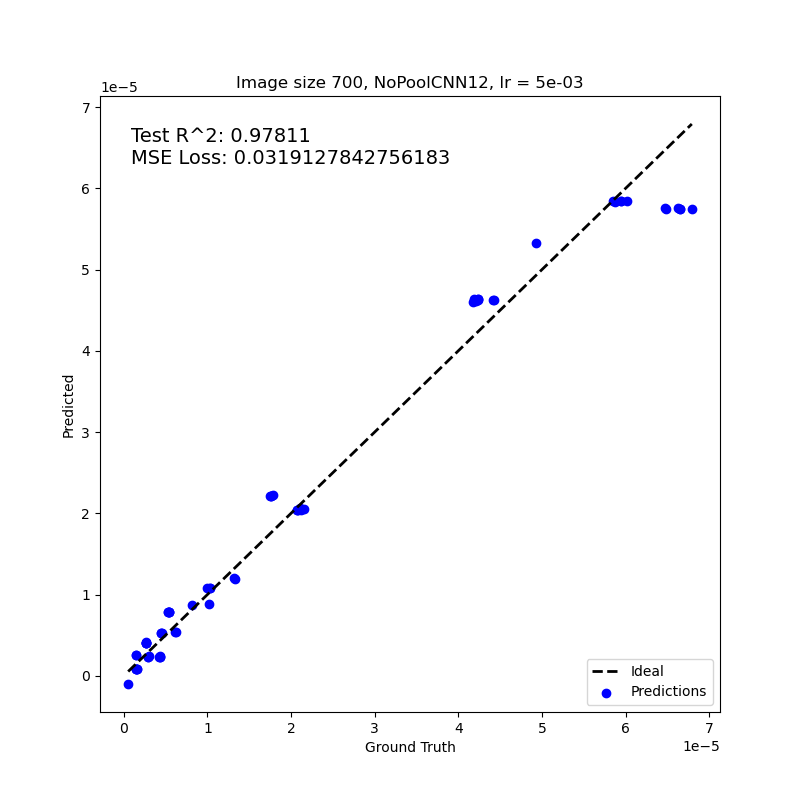 Image size 700, NoPoolCNN12, lr = 5e-03
1e−5
7
Test R^2: 0.97811
MSE Loss: 0.0319127842756183
6
5
4
3
2
1
0
Predicted
Ideal
Predictions
0 1 2 3 4 5 6 7
Ground Truth
1e−5